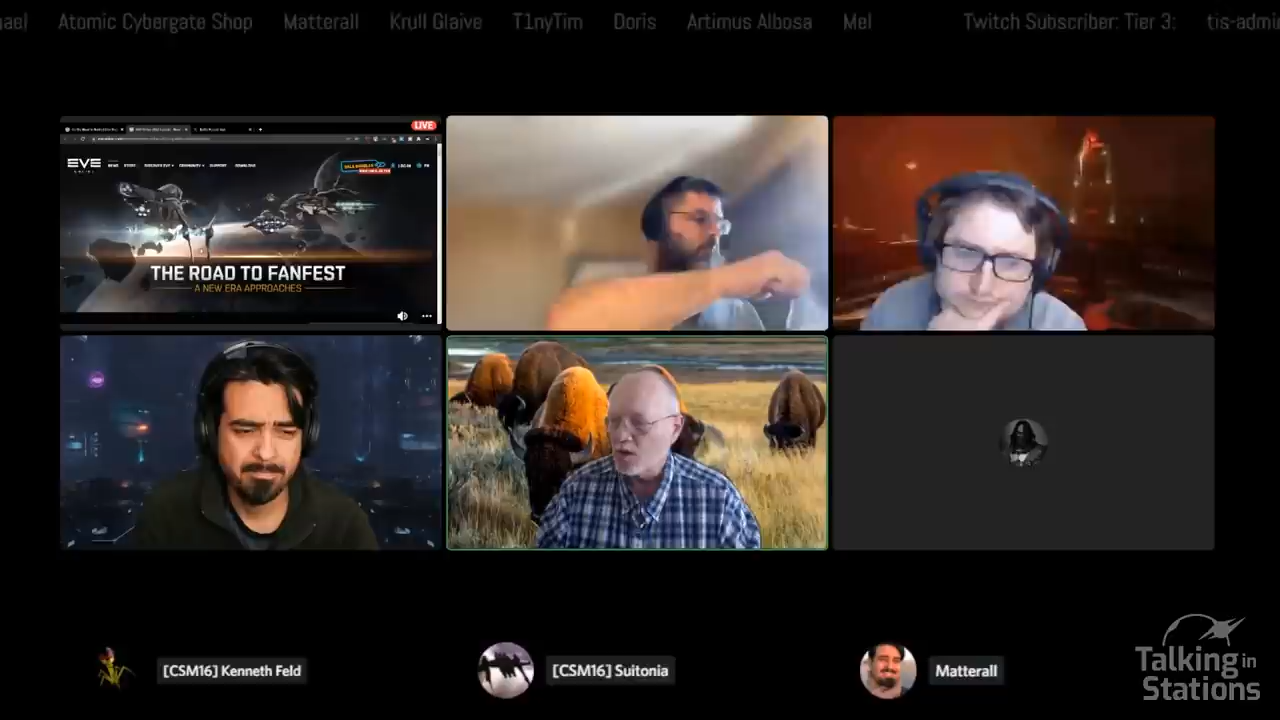 Atomic Cybergate Shop Matterall Krull Glaive T1nyTim Doris Artimus Albosa Mel Twitch Subscriber: Tier 3:
LIVE
EVE
THE ROAD TO FANFEST
A NEW ERA APPROACHES
[CSM16] Kenneth Feld
[CSM16] Suitonia
Matterall
Talking in
Stations